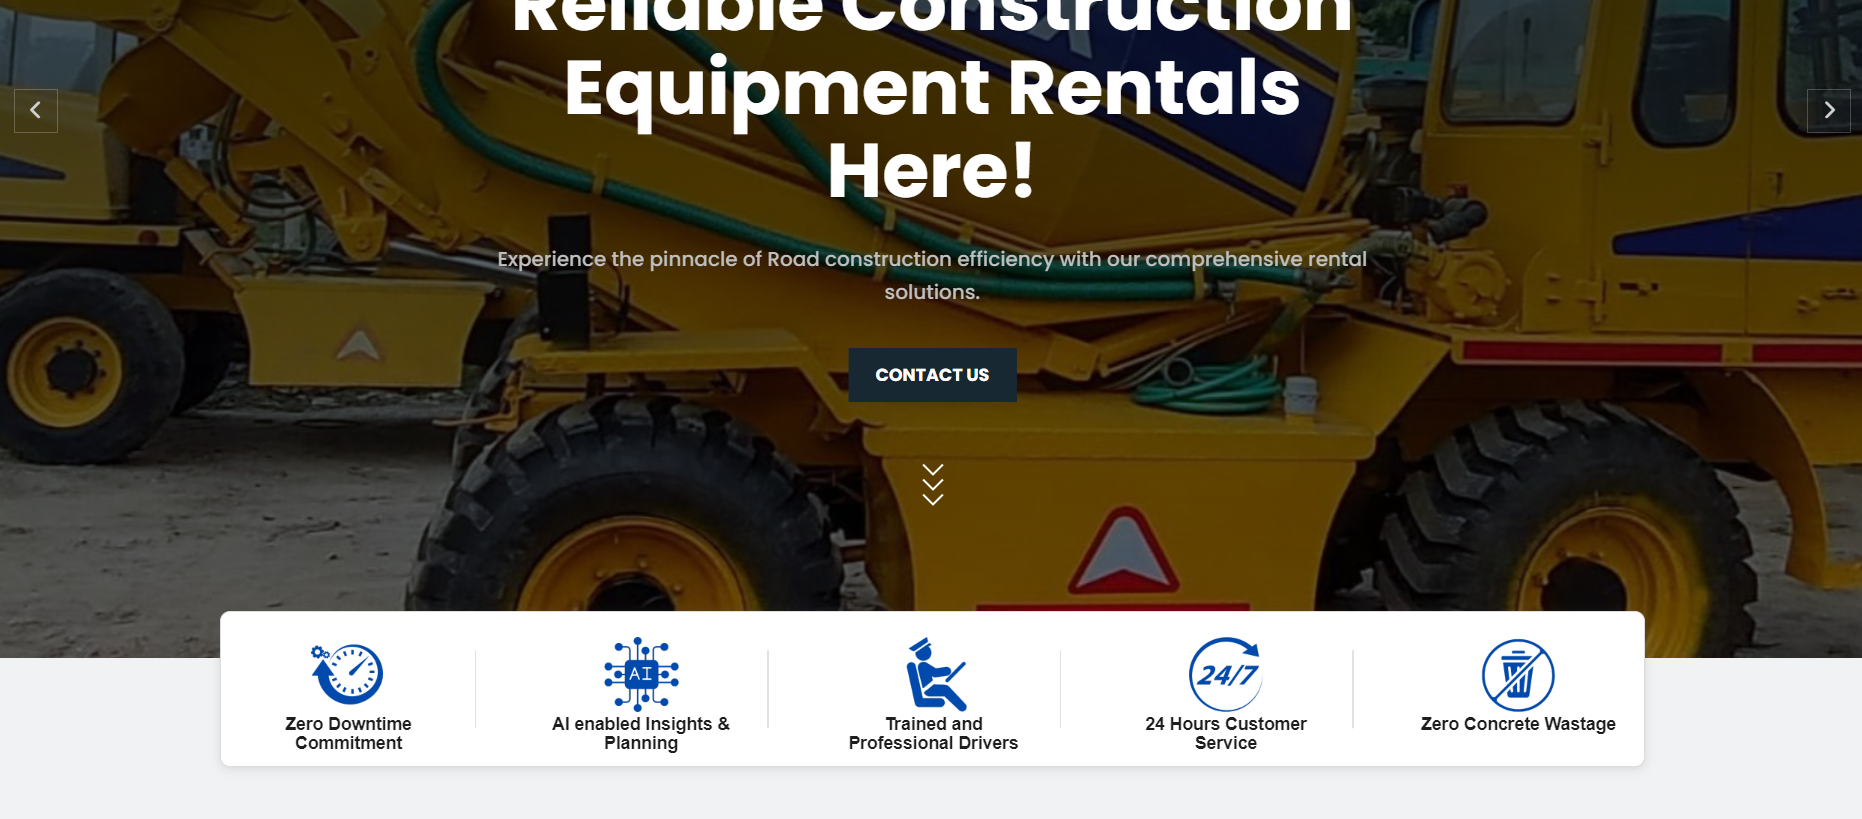 Reliable Construction
Equipment Rentals
Here!
Experience the pinnacle of Road construction efficiency with our comprehensive rental
solutions.
CONTACT US
AI
24/7
Zero Downtime
Commitment
AI enabled Insights &
Planning
Trained and
Professional Drivers
24 Hours Customer
Service
Zero Concrete Wastage